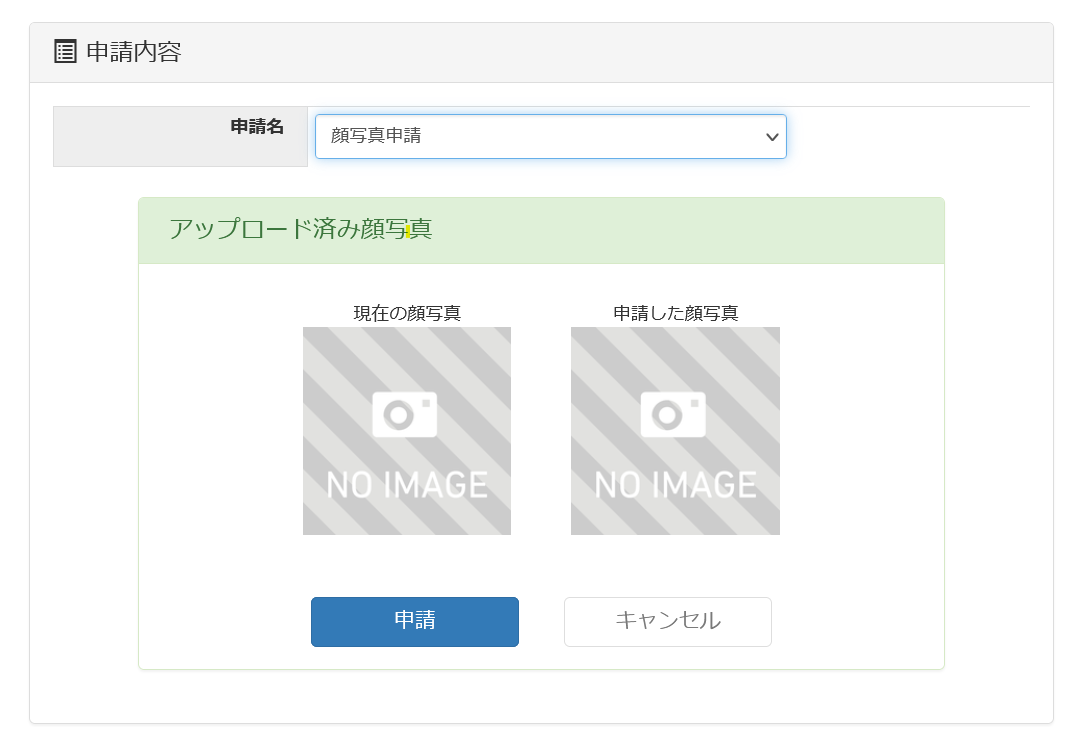 申請内容
申請名
顔写真申請
アップロード済み顔写真
現在の顔写真
申請した顔写真
NO IMAGE
NO IMAGE
申請
キャンセル